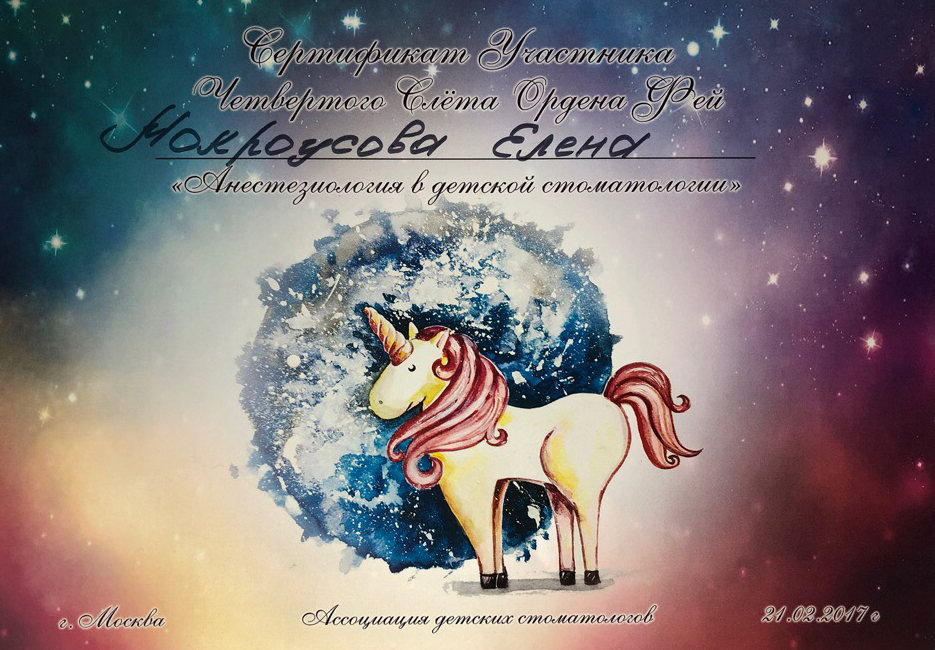 Сертификат Участника
Четвертого Слёта Ордена Фей
Мокроусова Елена
«Анестезиология в детской стоматологии»
г. Москва Ассоциация детских стоматологов 21.02.2017 г